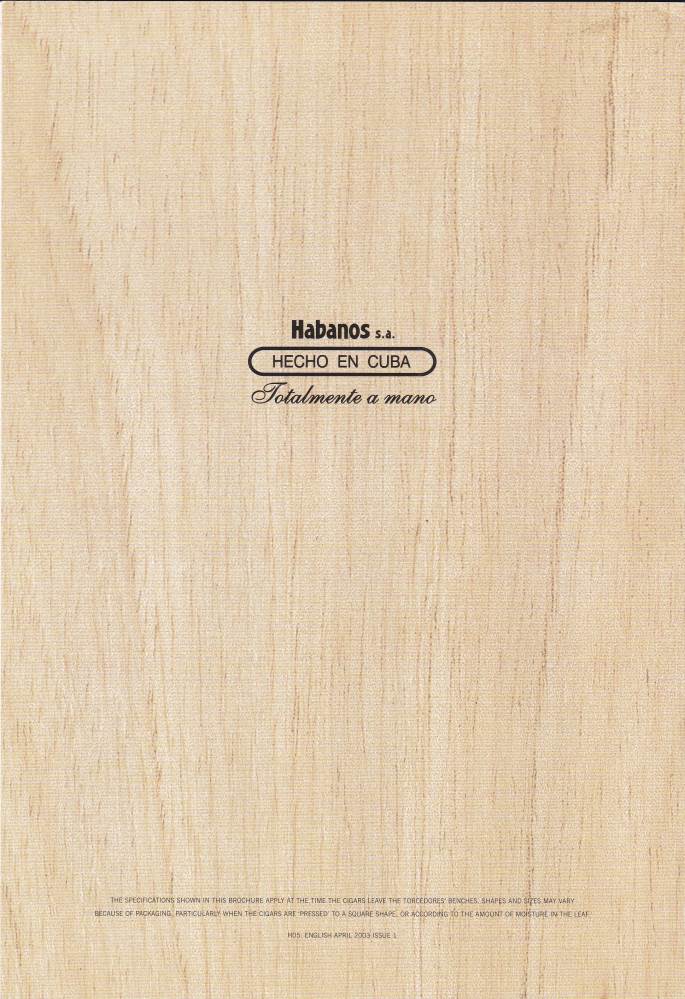 Habanos s.a.
HECHO EN CUBA
Totalmente a mano
THE SPECIFICATIONS SHOWN IN THIS BROCHURE APPLY AT THE TIME THE CIGARS LEAVE THE TORCEDORES' BENCHES. SHAPES AND SIZES MAY VARY
BECAUSE OF PACKAGING, PARTICULARLY WHEN THE CIGARS ARE 'PRESSED' TO A SQUARE SHAPE, OR ACCORDING TO THE AMOUNT OF MOISTURE IN THE LEAF.
H05: ENGLISH APRIL 2003 ISSUE 1